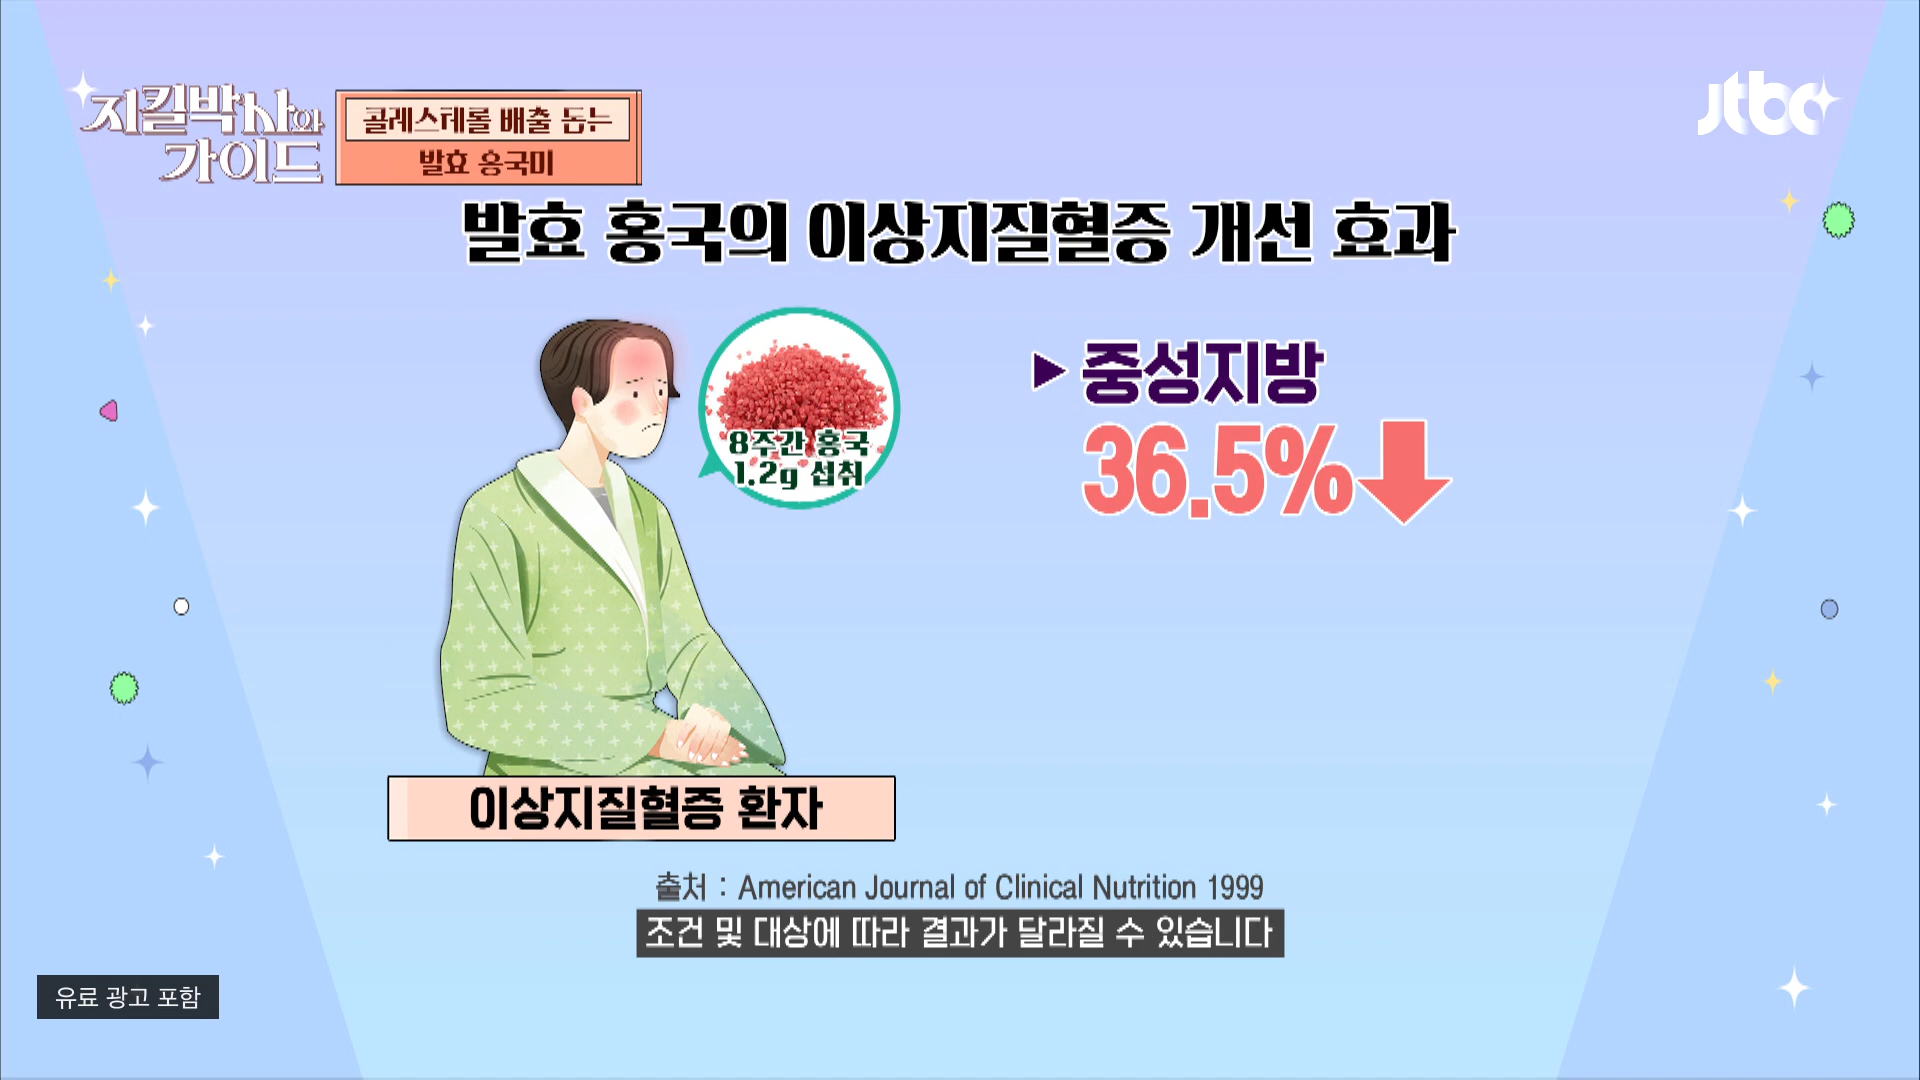 지킬박사와
가이드
콜레스테롤 배출 돕는
발효 홍국미
jtbc
발효 홍국의 이상지질혈증 개선 효과
8주간 홍국
1.2g 섭취
▶중성지방
36.5%
이상지질혈증 환자
출처 : American Journal of Clinical Nutrition 1999
조건 및 대상에 따라 결과가 달라질 수 있습니다
유료 광고 포함